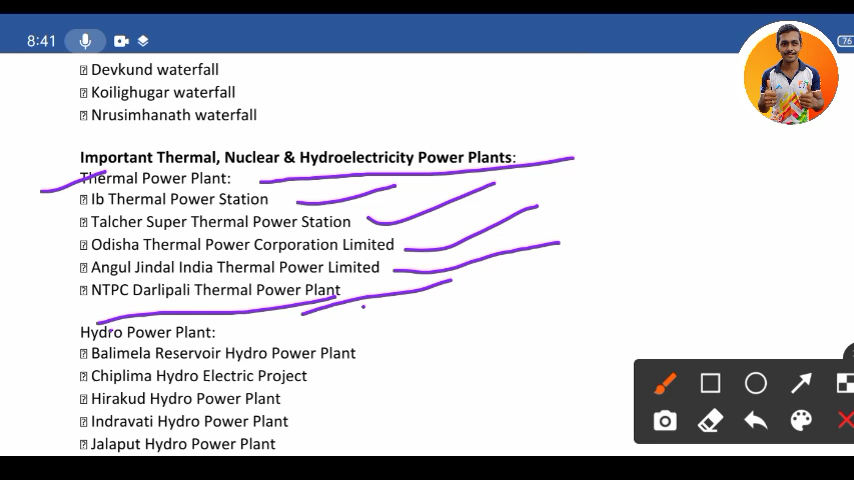 8:41
76
Devkund waterfall
Koilighugar waterfall
Nrusimhanath waterfall
Important Thermal, Nuclear & Hydroelectricity Power Plants:
Thermal Power Plant:
Ib Thermal Power Station
Talcher Super Thermal Power Station
Odisha Thermal Power Corporation Limited
Angul Jindal India Thermal Power Limited
NTPC Darlipali Thermal Power Plant
Hydro Power Plant:
Balimela Reservoir Hydro Power Plant
Chiplima Hydro Electric Project
Hirakud Hydro Power Plant
Indravati Hydro Power Plant
Jalaput Hydro Power Plant